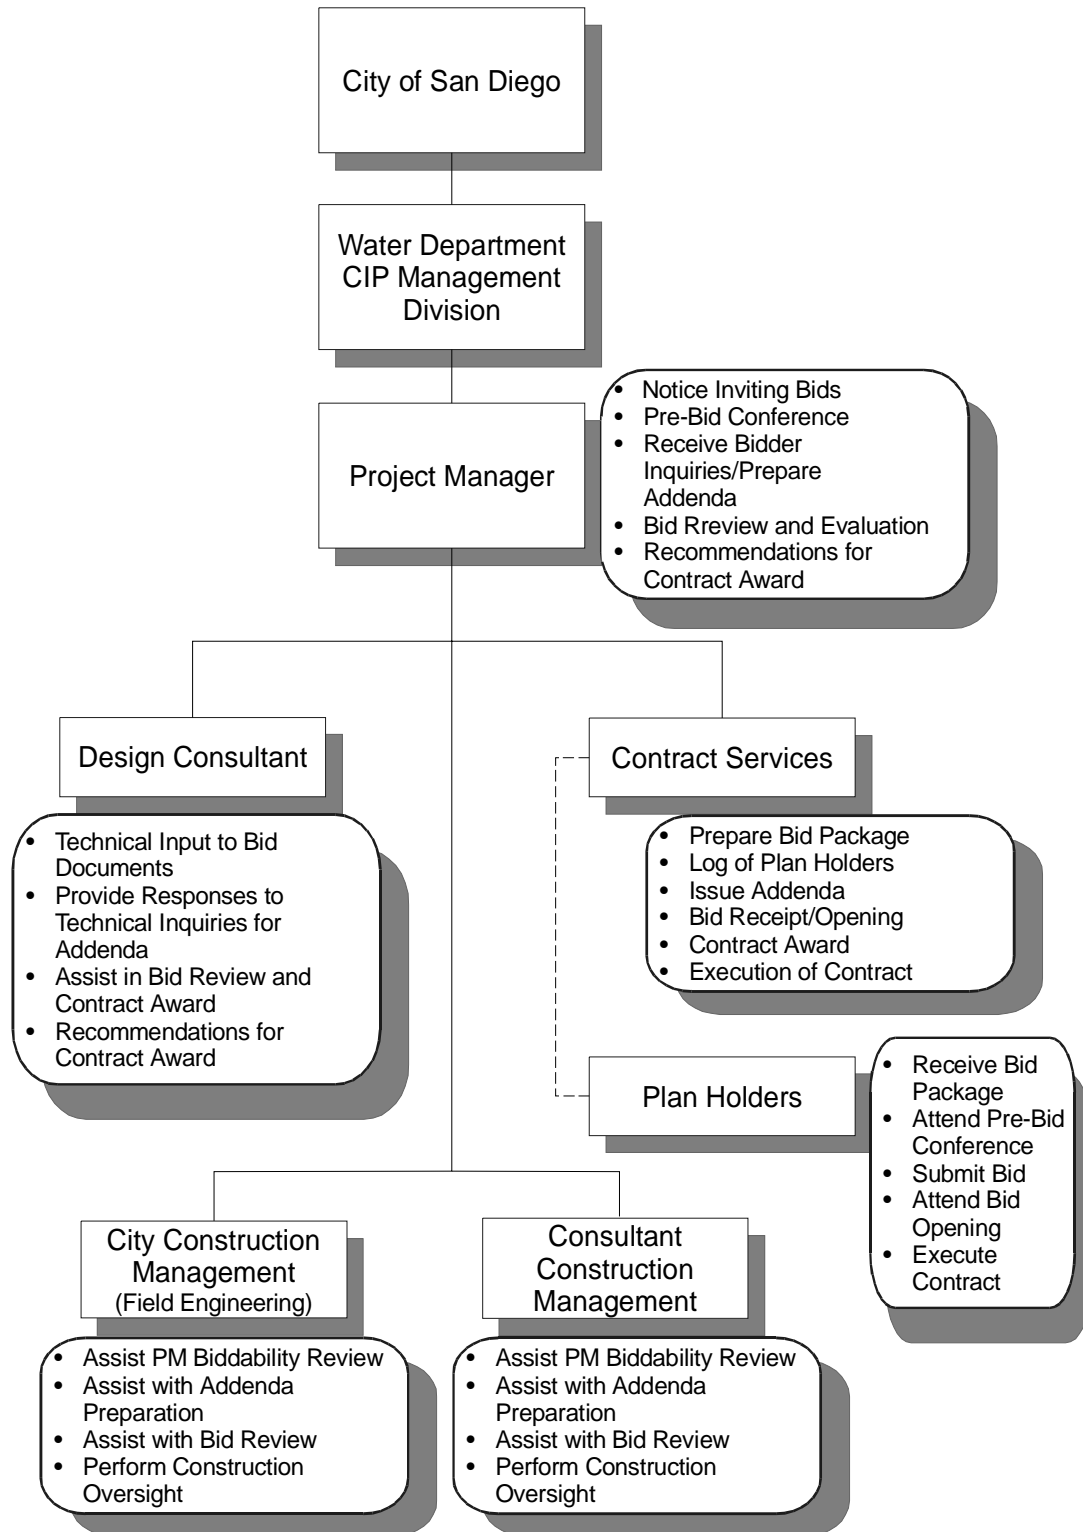 City of San Diego
Water Department
CIP Management
Division
Project Manager
• Notice Inviting Bids
• Pre-Bid Conference
• Receive Bidder
Inquiries/Prepare
Addenda
• Bid Rreview and Evaluation
• Recommendations for
Contract Award
Design Consultant
• Technical Input to Bid
Documents
• Provide Responses to
Technical Inquiries for
Addenda
• Assist in Bid Review and
Contract Award
• Recommendations for
Contract Award
Contract Services
• Prepare Bid Package
• Log of Plan Holders
• Issue Addenda
• Bid Receipt/Opening
• Contract Award
• Execution of Contract
Plan Holders
• Receive Bid
Package
• Attend Pre-Bid
Conference
• Submit Bid
• Attend Bid
Opening
• Execute
Contract
City Construction
Management
(Field Engineering)
• Assist PM Biddability Review
• Assist with Addenda
Preparation
• Assist with Bid Review
• Perform Construction
Oversight
Consultant
Construction
Management
• Assist PM Biddability Review
• Assist with Addenda
Preparation
• Assist with Bid Review
• Perform Construction
Oversight